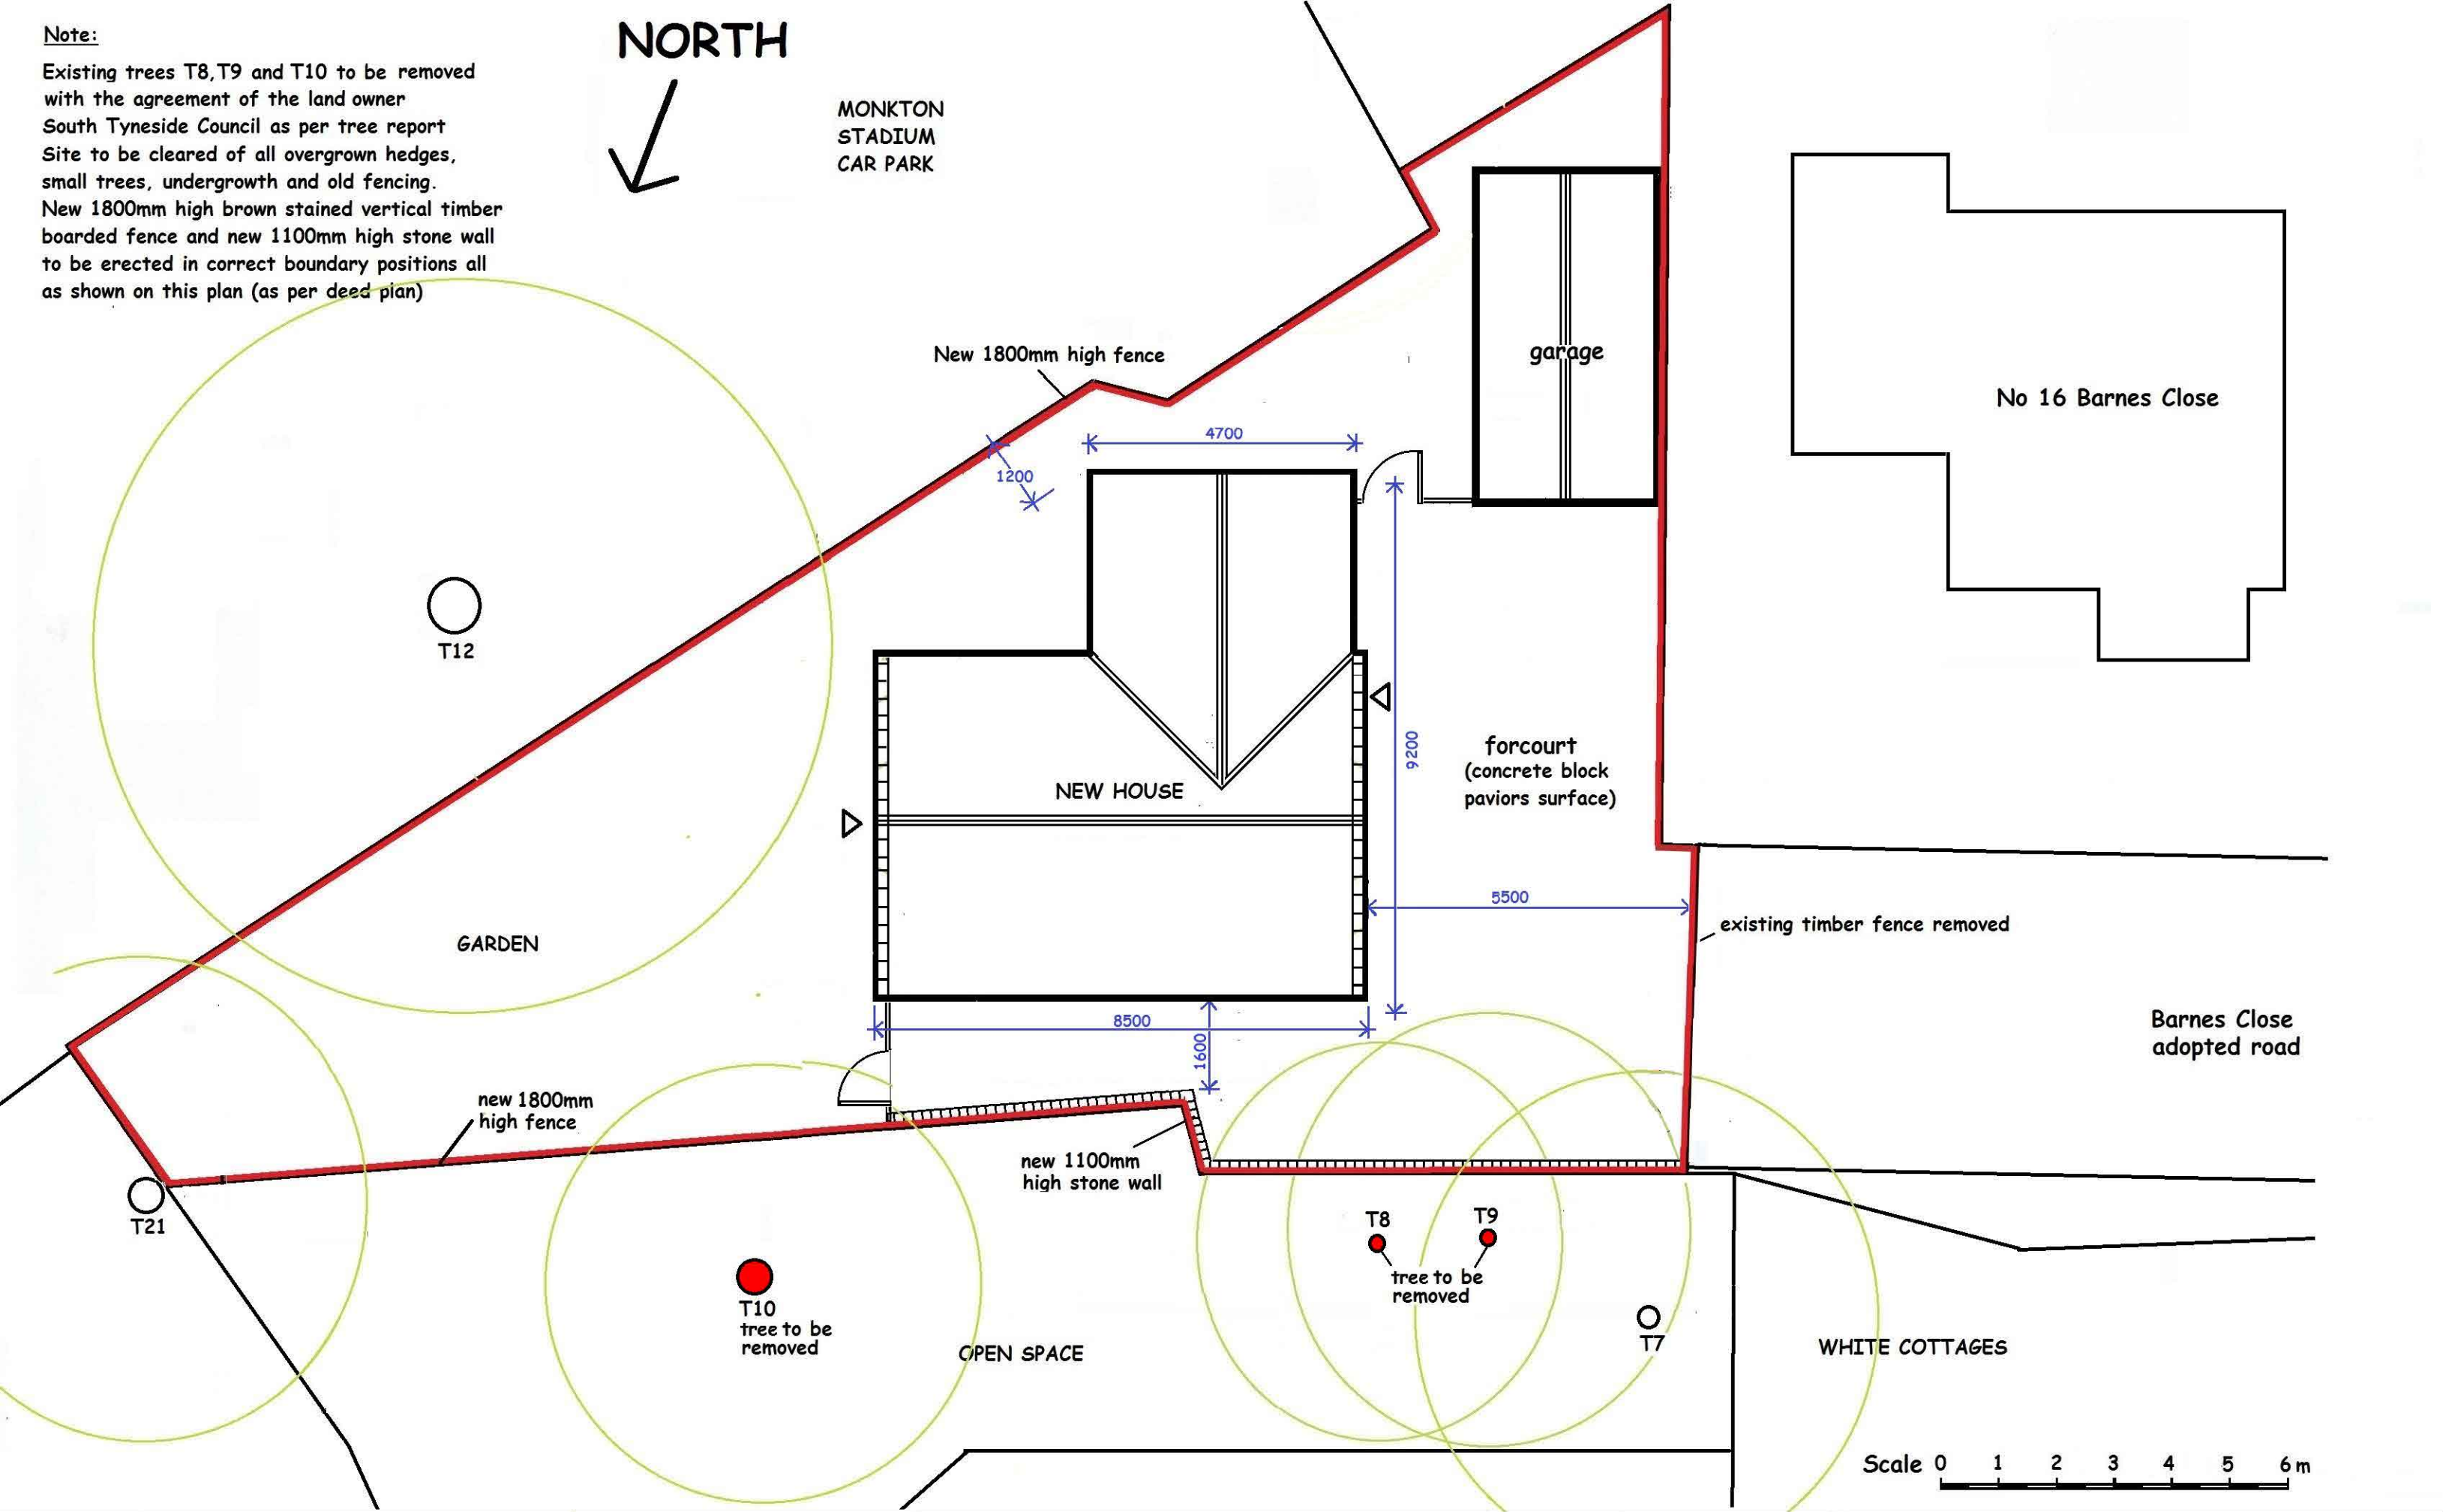 Note:
Existing trees T8,T9 and T10 to be removed
with the agreement of the land owner
South Tyneside Council as per tree report
Site to be cleared of all overgrown hedges,
small trees, undergrowth and old fencing.
New 1800mm high brown stained vertical timber
boarded fence and new 1100mm high stone wall
to be erected in correct boundary positions all
as shown on this plan (as per deed plan)
NORTH
MONKTON
STADIUM
CAR PARK
New 1800mm high fence
garage
No 16 Barnes Close
4700
1200
T12
9200
forcourt
(concrete block
paviors surface)
NEW HOUSE
5500
existing timber fence removed
GARDEN
8500
1600
Barnes Close
adopted road
new 1800mm
high fence
new 1100mm
high stone wall
T21
T8
T9
tree to be
removed
T10
tree to be
removed
OPEN SPACE
T7
WHITE COTTAGES
Scale 0 1 2 3 4 5 6 m